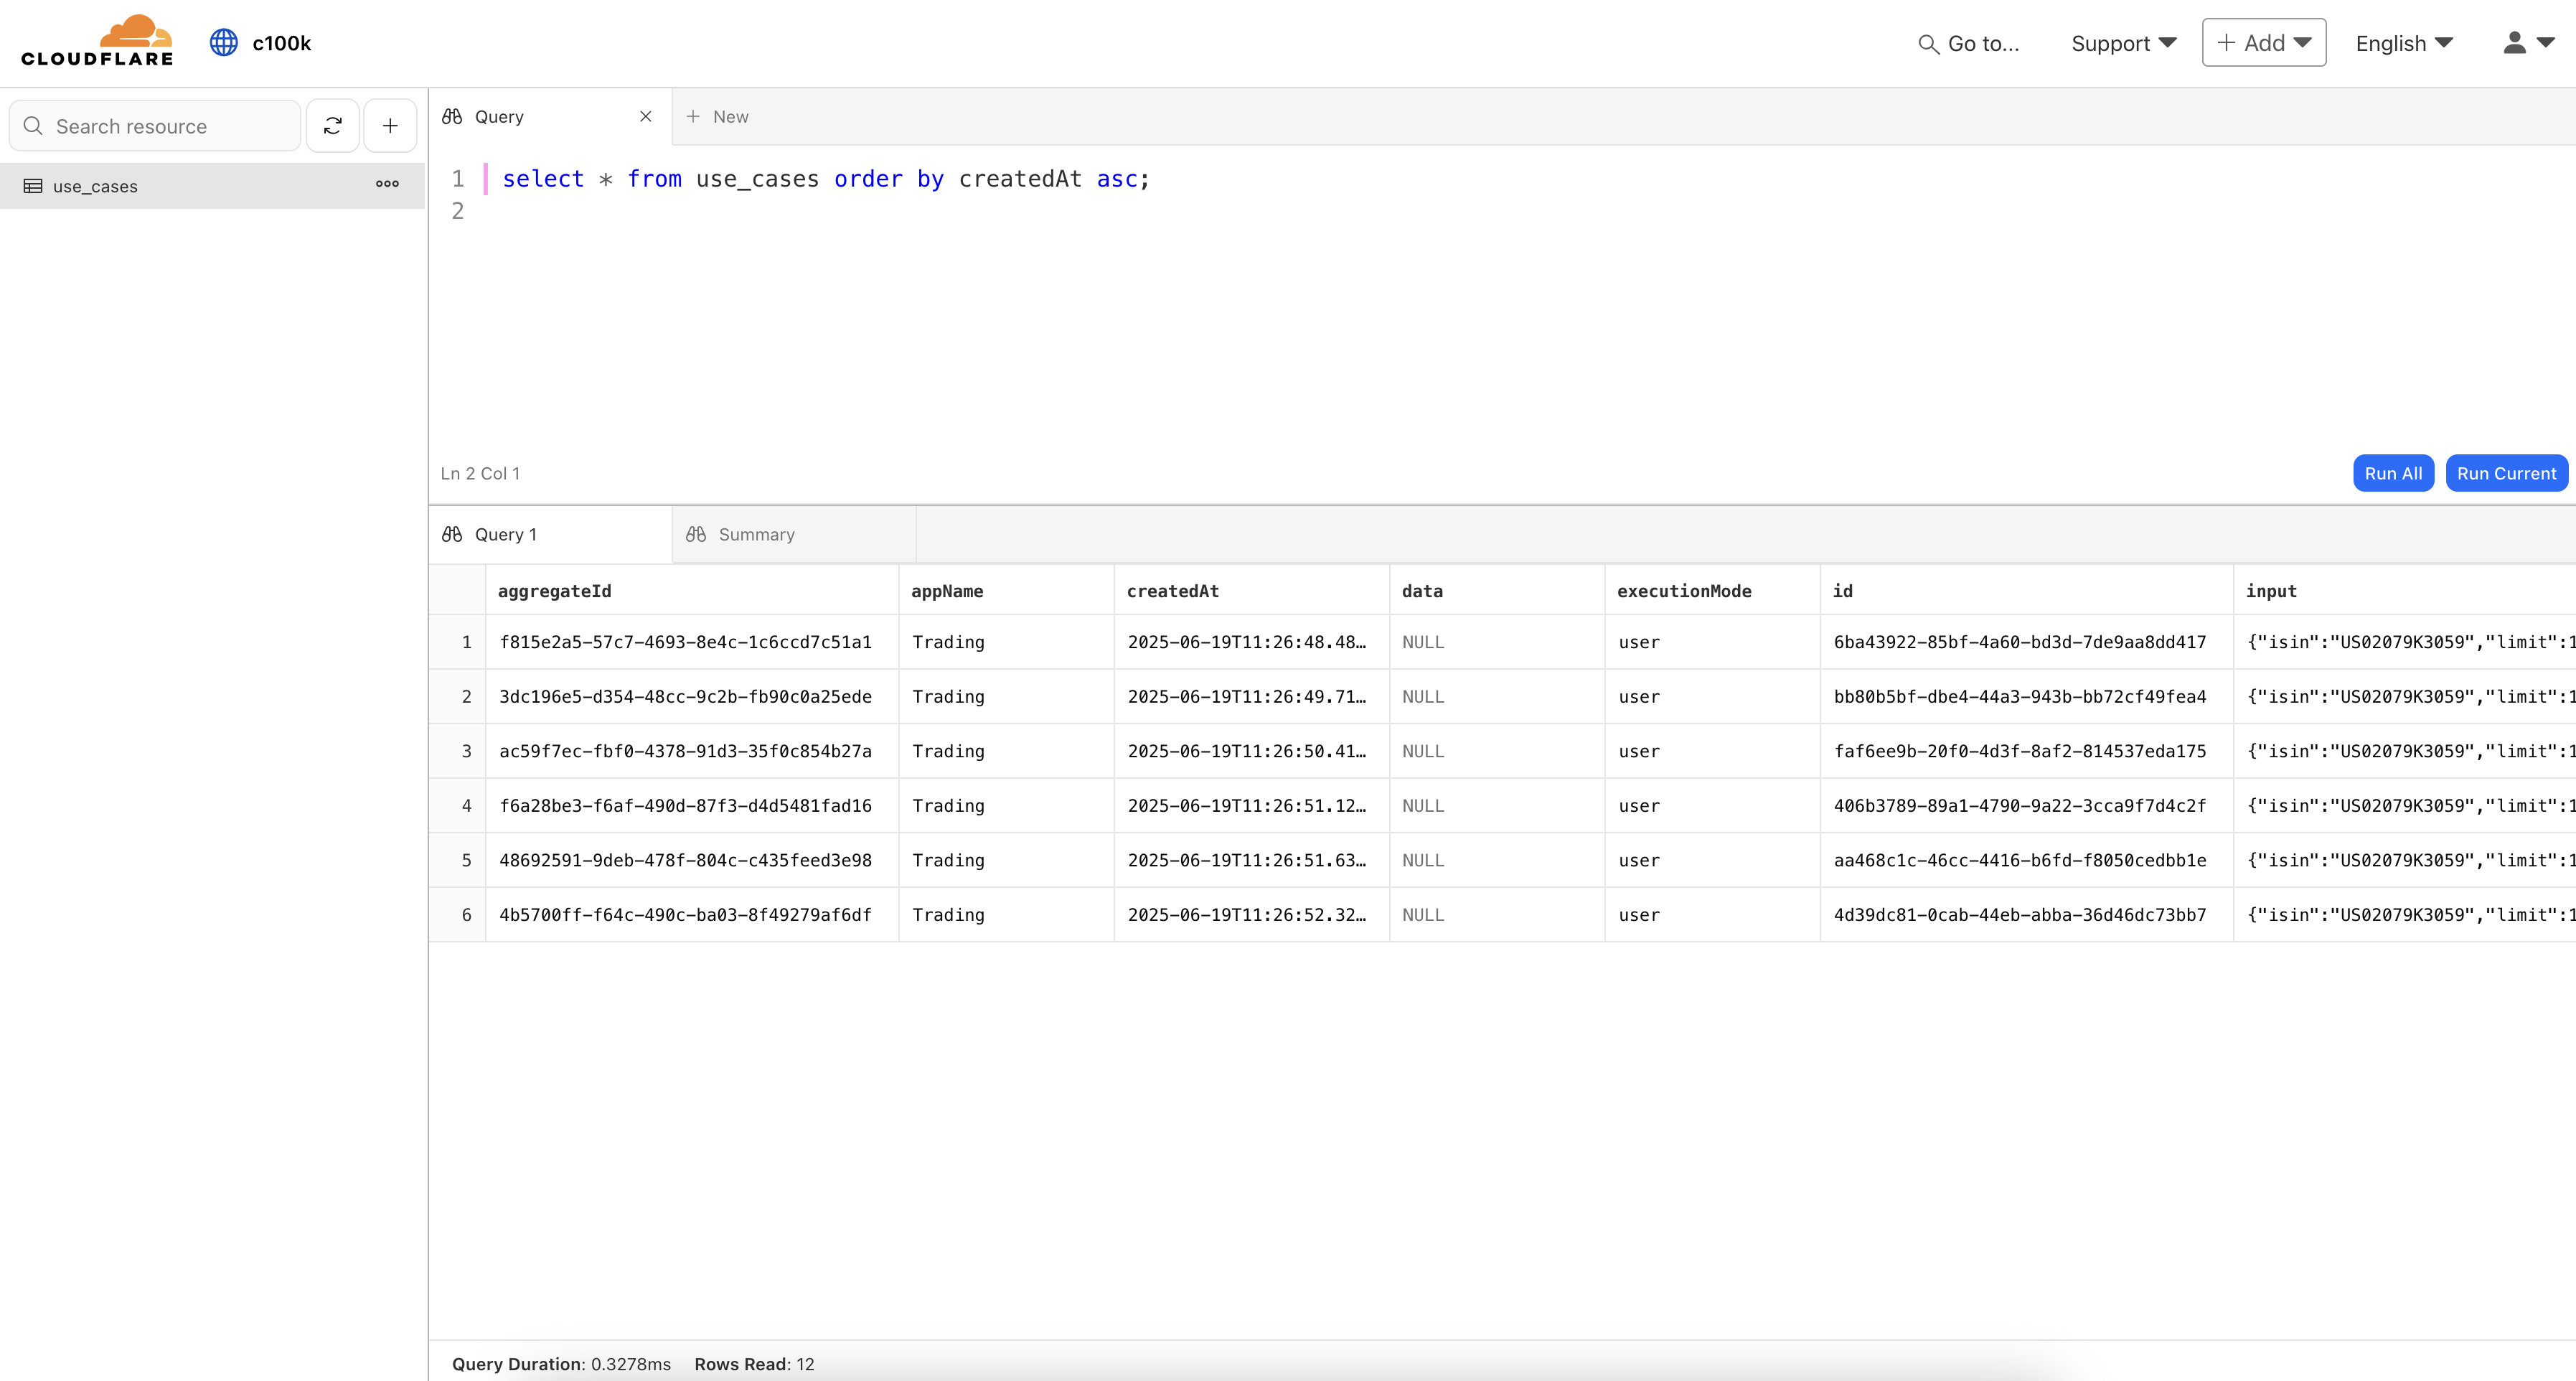 CLOUDFLARE c100k Go to... Support + Add English
Search resource
use_cases
Query + New
1 select * from use_cases order by createdAt asc;
2
Ln 2 Col 1 Run All Run Current
Query 1 Summary
aggregateId appName createdAt data executionMode id input
1 f815e2a5-57c7-4693-8e4c-1c6ccd7c51a1 Trading 2025-06-19T11:26:48.48… NULL user 6ba43922-85bf-4a60-bd3d-7de9aa8dd417 {"isin":"US02079K3059","limit":1
2 3dc196e5-d354-48cc-9c2b-fb90c0a25ede Trading 2025-06-19T11:26:49.71… NULL user bb80b5bf-dbe4-44a3-943b-bb72cf49fea4 {"isin":"US02079K3059","limit":1
3 ac59f7ec-fbf0-4378-91d3-35f0c854b27a Trading 2025-06-19T11:26:50.41… NULL user faf6ee9b-20f0-4d3f-8af2-814537eda175 {"isin":"US02079K3059","limit":1
4 f6a28be3-f6af-490d-87f3-d4d5481fad16 Trading 2025-06-19T11:26:51.12… NULL user 406b3789-89a1-4790-9a22-3cca9f7d4c2f {"isin":"US02079K3059","limit":1
5 48692591-9deb-478f-804c-c435feed3e98 Trading 2025-06-19T11:26:51.63… NULL user aa468c1c-46cc-4416-b6fd-f8050cedbb1e {"isin":"US02079K3059","limit":1
6 4b5700ff-f64c-490c-ba03-8f49279af6df Trading 2025-06-19T11:26:52.32… NULL user 4d39dc81-0cab-44eb-abba-36d46dc73bb7 {"isin":"US02079K3059","limit":1
Query Duration: 0.3278ms Rows Read: 12